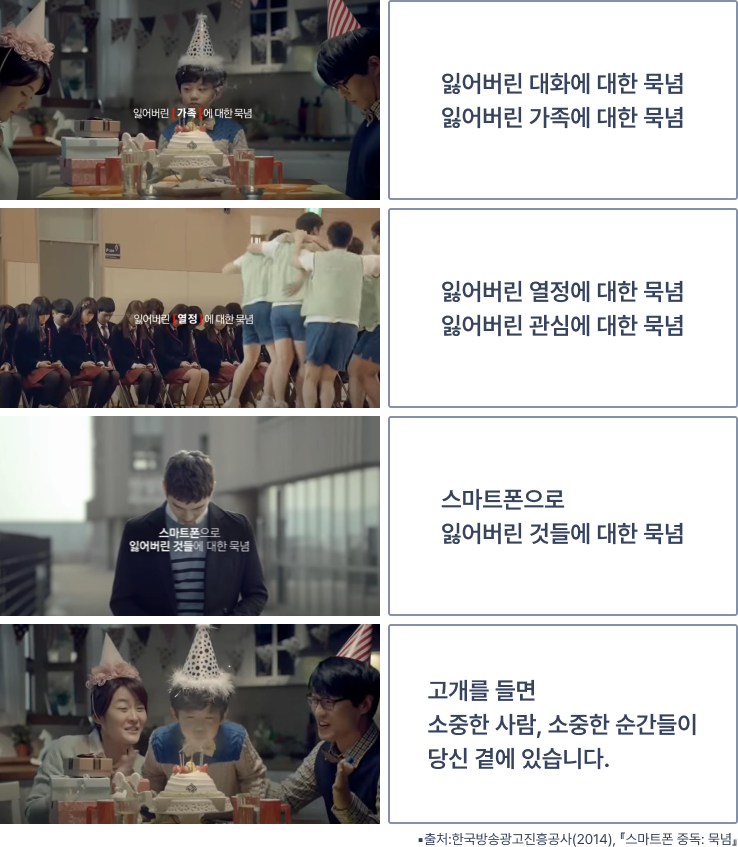 잃어버린 [ 가족 ] 에 대한 묵념
잃어버린 대화에 대한 묵념
잃어버린 가족에 대한 묵념
잃어버린 [ 열정 ] 에 대한 묵념
잃어버린 열정에 대한 묵념
잃어버린 관심에 대한 묵념
스마트폰으로
잃어버린 것들에 대한 묵념
스마트폰으로
잃어버린 것들에 대한 묵념
고개를 들면
소중한 사람, 소중한 순간들이
당신 곁에 있습니다.
▪출처:한국방송광고진흥공사(2014), 『스마트폰 중독: 묵념』